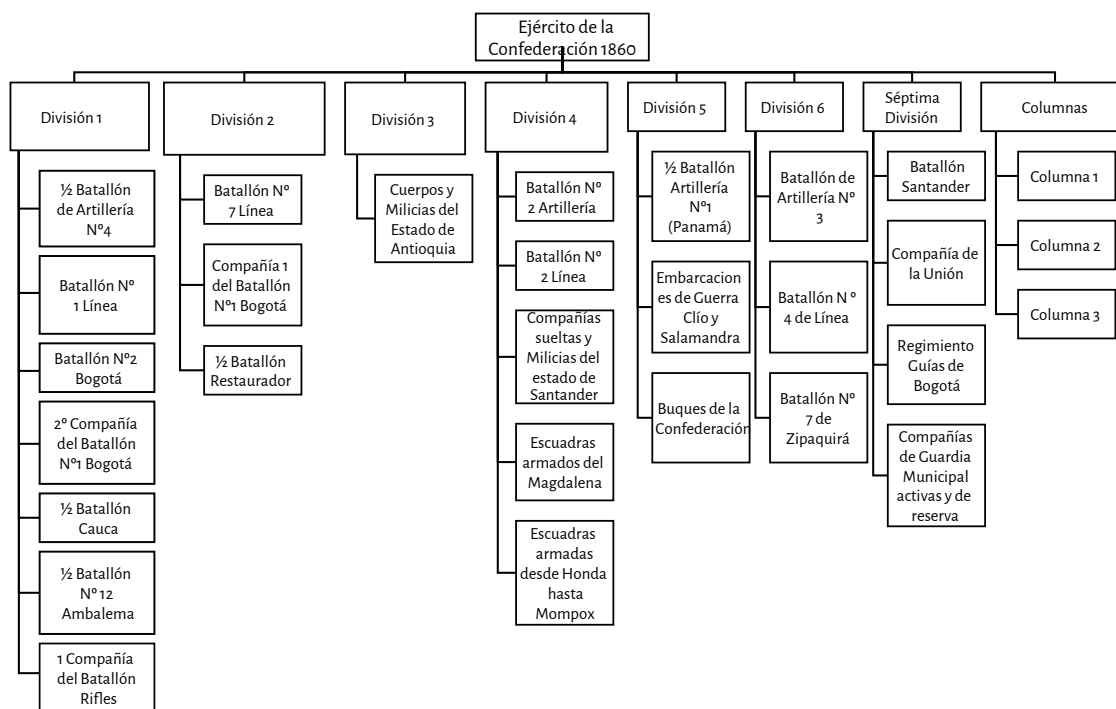 Ejército de la
Confederación 1860
División 1
½ Batallón
de Artillería
Nº4
Batallón Nº
1 Línea
Batallón Nº2
Bogotá
2º Compañía
del Batallón
Nº1 Bogotá
½ Batallón
Cauca
½ Batallón
Nº 12
Ambalema
1 Compañía
del Batallón
Rifles
División 2
Batallón Nº
7 Línea
Compañía 1
del Batallón
Nº1 Bogotá
½ Batallón
Restaurador
División 3
Cuerpos y
Milicias del
Estado de
Antioquia
División 4
Batallón Nº
2 Artillería
Batallón Nº
2 Línea
Compañías
sueltas y
Milicias del
estado de
Santander
Escuadras
armados del
Magdalena
Escuadras
armadas
desde Honda
hasta
Mompox
División 5
½ Batallón
Artillería
Nº1
(Panamá)
Embarcacion
es de Guerra
Clío y
Salamandra
Buques de la
Confederación
División 6
Batallón de
Artillería Nº
3
Batallón N º
4 de Línea
Batallón Nº
7 de
Zipaquirá
Séptima
División
Batallón
Santander
Compañía de
la Unión
Regimiento
Guías de
Bogotá
Compañías
de Guardia
Municipal
activas y de
reserva
Columnas
Columna 1
Columna 2
Columna 3